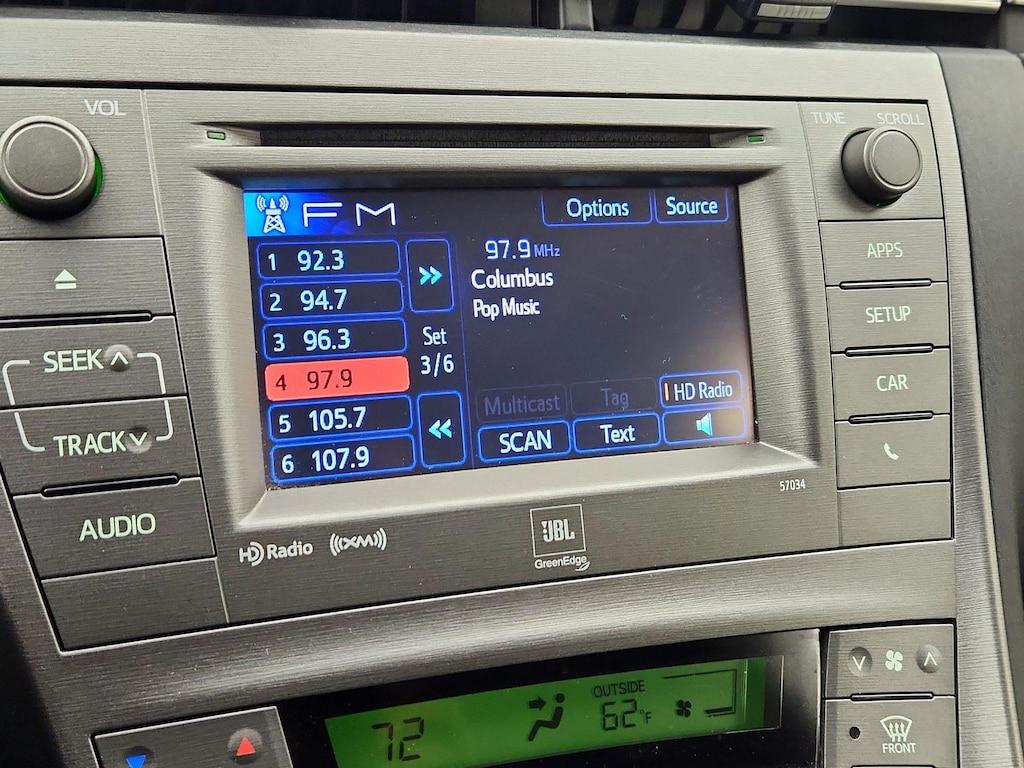 VOL
TUNE SCROLL
FM
Options
Source
1 92.3
2 94.7
3 96.3
4 97.9
5 105.7
6 107.9
Set
3/6
97.9 MHz
Columbus
Pop Music
Multicast
Tag
HD Radio
SCAN
Text
SEEK
TRACK
AUDIO
APPS
SETUP
CAR
57034
HD Radio
((XM))
JBL
GreenEdge
72
OUTSIDE
62°F
FRONT